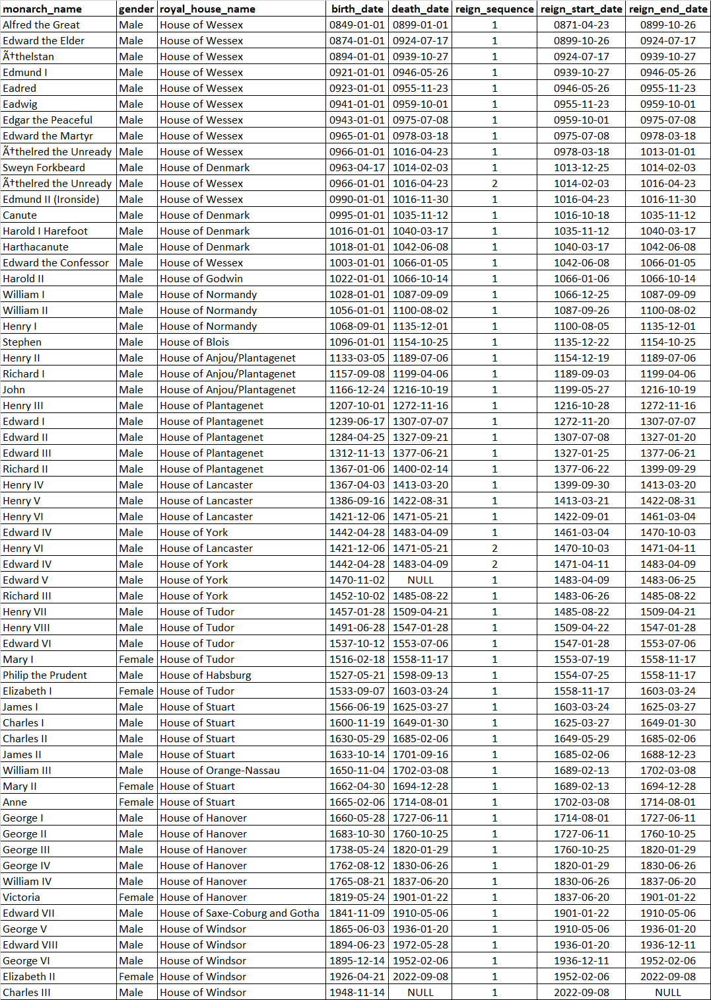 monarch_name gender royal_house_name birth_date death_date reign_sequence reign_start_date reign_end_date
Alfred the Great Male House of Wessex 0849-01-01 0899-01-01 1 0871-04-23 0899-10-26
Edward the Elder Male House of Wessex 0874-01-01 0924-07-17 1 0899-10-26 0924-07-17
Ã†thelstan Male House of Wessex 0894-01-01 0939-10-27 1 0924-07-17 0939-10-27
Edmund I Male House of Wessex 0921-01-01 0946-05-26 1 0939-10-27 0946-05-26
Eadred Male House of Wessex 0923-01-01 0955-11-23 1 0946-05-26 0955-11-23
Eadwig Male House of Wessex 0941-01-01 0959-10-01 1 0955-11-23 0959-10-01
Edgar the Peaceful Male House of Wessex 0943-01-01 0975-07-08 1 0959-10-01 0975-07-08
Edward the Martyr Male House of Wessex 0965-01-01 0978-03-18 1 0975-07-08 0978-03-18
Ã†thelred the Unready Male House of Wessex 0966-01-01 1016-04-23 1 0978-03-18 1013-01-01
Sweyn Forkbeard Male House of Denmark 0963-04-17 1014-02-03 1 1013-12-25 1014-02-03
Ã†thelred the Unready Male House of Wessex 0966-01-01 1016-04-23 2 1014-02-03 1016-04-23
Edmund II (Ironside) Male House of Wessex 0990-01-01 1016-11-30 1 1016-04-23 1016-11-30
Canute Male House of Denmark 0995-01-01 1035-11-12 1 1016-10-18 1035-11-12
Harold I Harefoot Male House of Denmark 1016-01-01 1040-03-17 1 1035-11-12 1040-03-17
Harthacanute Male House of Denmark 1018-01-01 1042-06-08 1 1040-03-17 1042-06-08
Edward the Confessor Male House of Wessex 1003-01-01 1066-01-05 1 1042-06-08 1066-01-05
Harold II Male House of Godwin 1022-01-01 1066-10-14 1 1066-01-06 1066-10-14
William I Male House of Normandy 1028-01-01 1087-09-09 1 1066-12-25 1087-09-09
William II Male House of Normandy 1056-01-01 1100-08-02 1 1087-09-26 1100-08-02
Henry I Male House of Normandy 1068-09-01 1135-12-01 1 1100-08-05 1135-12-01
Stephen Male House of Blois 1096-01-01 1154-10-25 1 1135-12-22 1154-10-25
Henry II Male House of Anjou/Plantagenet 1133-03-05 1189-07-06 1 1154-12-19 1189-07-06
Richard I Male House of Anjou/Plantagenet 1157-09-08 1199-04-06 1 1189-09-03 1199-04-06
John Male House of Anjou/Plantagenet 1166-12-24 1216-10-19 1 1199-05-27 1216-10-19
Henry III Male House of Plantagenet 1207-10-01 1272-11-16 1 1216-10-28 1272-11-16
Edward I Male House of Plantagenet 1239-06-17 1307-07-07 1 1272-11-20 1307-07-07
Edward II Male House of Plantagenet 1284-04-25 1327-09-21 1 1307-07-08 1327-01-20
Edward III Male House of Plantagenet 1312-11-13 1377-06-21 1 1327-01-25 1377-06-21
Richard II Male House of Plantagenet 1367-01-06 1400-02-14 1 1377-06-22 1399-09-29
Henry IV Male House of Lancaster 1367-04-03 1413-03-20 1 1399-09-30 1413-03-20
Henry V Male House of Lancaster 1386-09-16 1422-08-31 1 1413-03-21 1422-08-31
Henry VI Male House of Lancaster 1421-12-06 1471-05-21 1 1422-09-01 1461-03-04
Edward IV Male House of York 1442-04-28 1483-04-09 1 1461-03-04 1470-10-03
Henry VI Male House of Lancaster 1421-12-06 1471-05-21 2 1470-10-03 1471-04-11
Edward IV Male House of York 1442-04-28 1483-04-09 2 1471-04-11 1483-04-09
Edward V Male House of York 1470-11-02 NULL 1 1483-04-09 1483-06-25
Richard III Male House of York 1452-10-02 1485-08-22 1 1483-06-26 1485-08-22
Henry VII Male House of Tudor 1457-01-28 1509-04-21 1 1485-08-22 1509-04-21
Henry VIII Male House of Tudor 1491-06-28 1547-01-28 1 1509-04-22 1547-01-28
Edward VI Male House of Tudor 1537-10-12 1553-07-06 1 1547-01-28 1553-07-06
Mary I Female House of Tudor 1516-02-18 1558-11-17 1 1553-07-19 1558-11-17
Philip the Prudent Male House of Habsburg 1527-05-21 1598-09-13 1 1554-07-25 1558-11-17
Elizabeth I Female House of Tudor 1533-09-07 1603-03-24 1 1558-11-17 1603-03-24
James I Male House of Stuart 1566-06-19 1625-03-27 1 1603-03-24 1625-03-27
Charles I Male House of Stuart 1600-11-19 1649-01-30 1 1625-03-27 1649-01-30
Charles II Male House of Stuart 1630-05-29 1685-02-06 1 1649-05-29 1685-02-06
James II Male House of Stuart 1633-10-14 1701-09-16 1 1685-02-06 1688-12-23
William III Male House of Orange-Nassau 1650-11-04 1702-03-08 1 1689-02-13 1702-03-08
Mary II Female House of Stuart 1662-04-30 1694-12-28 1 1689-02-13 1694-12-28
Anne Female House of Stuart 1665-02-06 1714-08-01 1 1702-03-08 1714-08-01
George I Male House of Hanover 1660-05-28 1727-06-11 1 1714-08-01 1727-06-11
George II Male House of Hanover 1683-10-30 1760-10-25 1 1727-06-11 1760-10-25
George III Male House of Hanover 1738-05-24 1820-01-29 1 1760-10-25 1820-01-29
George IV Male House of Hanover 1762-08-12 1830-06-26 1 1820-01-29 1830-06-26
William IV Male House of Hanover 1765-08-21 1837-06-20 1 1830-06-26 1837-06-20
Victoria Female House of Hanover 1819-05-24 1901-01-22 1 1837-06-20 1901-01-22
Edward VII Male House of Saxe-Coburg and Gotha 1841-11-09 1910-05-06 1 1901-01-22 1910-05-06
George V Male House of Windsor 1865-06-03 1936-01-20 1 1910-05-06 1936-01-20
Edward VIII Male House of Windsor 1894-06-23 1972-05-28 1 1936-01-20 1936-12-11
George VI Male House of Windsor 1895-12-14 1952-02-06 1 1936-12-11 1952-02-06
Elizabeth II Female House of Windsor 1926-04-21 2022-09-08 1 1952-02-06 2022-09-08
Charles III Male House of Windsor 1948-11-14 NULL 1 2022-09-08 NULL